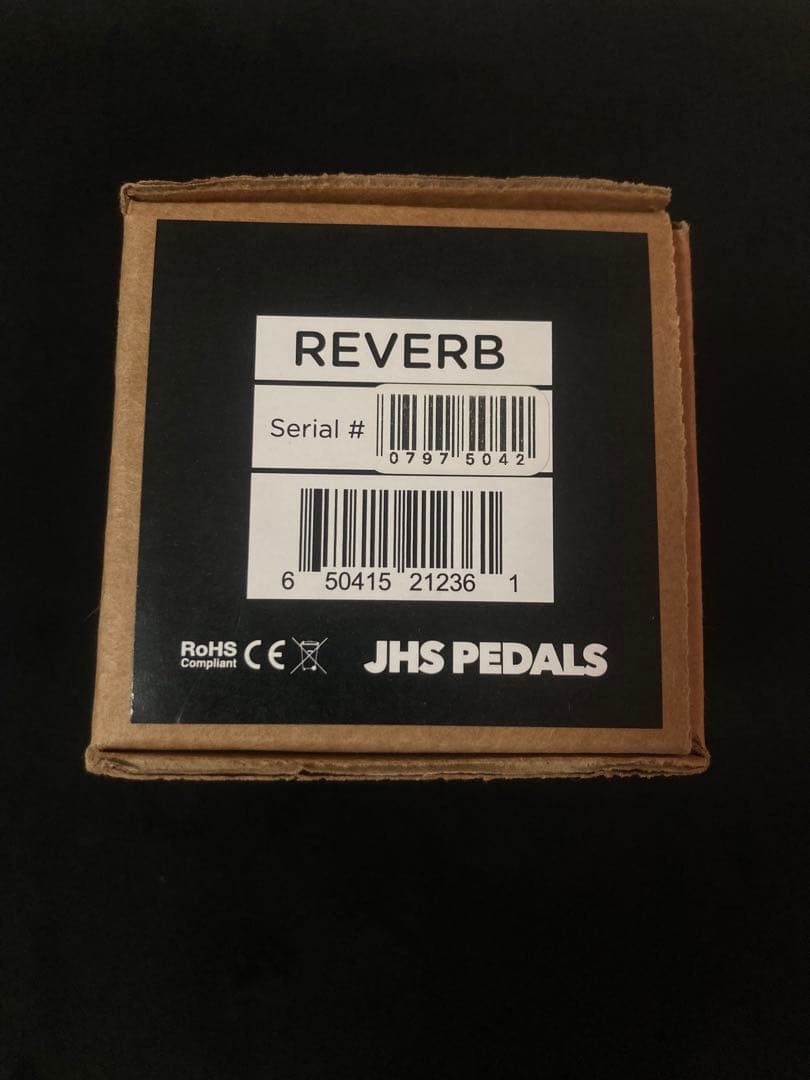 REVERB
Serial #
0797 5042
6 50415 21236 1
RoHS
Compliant
CE
JHS PEDALS